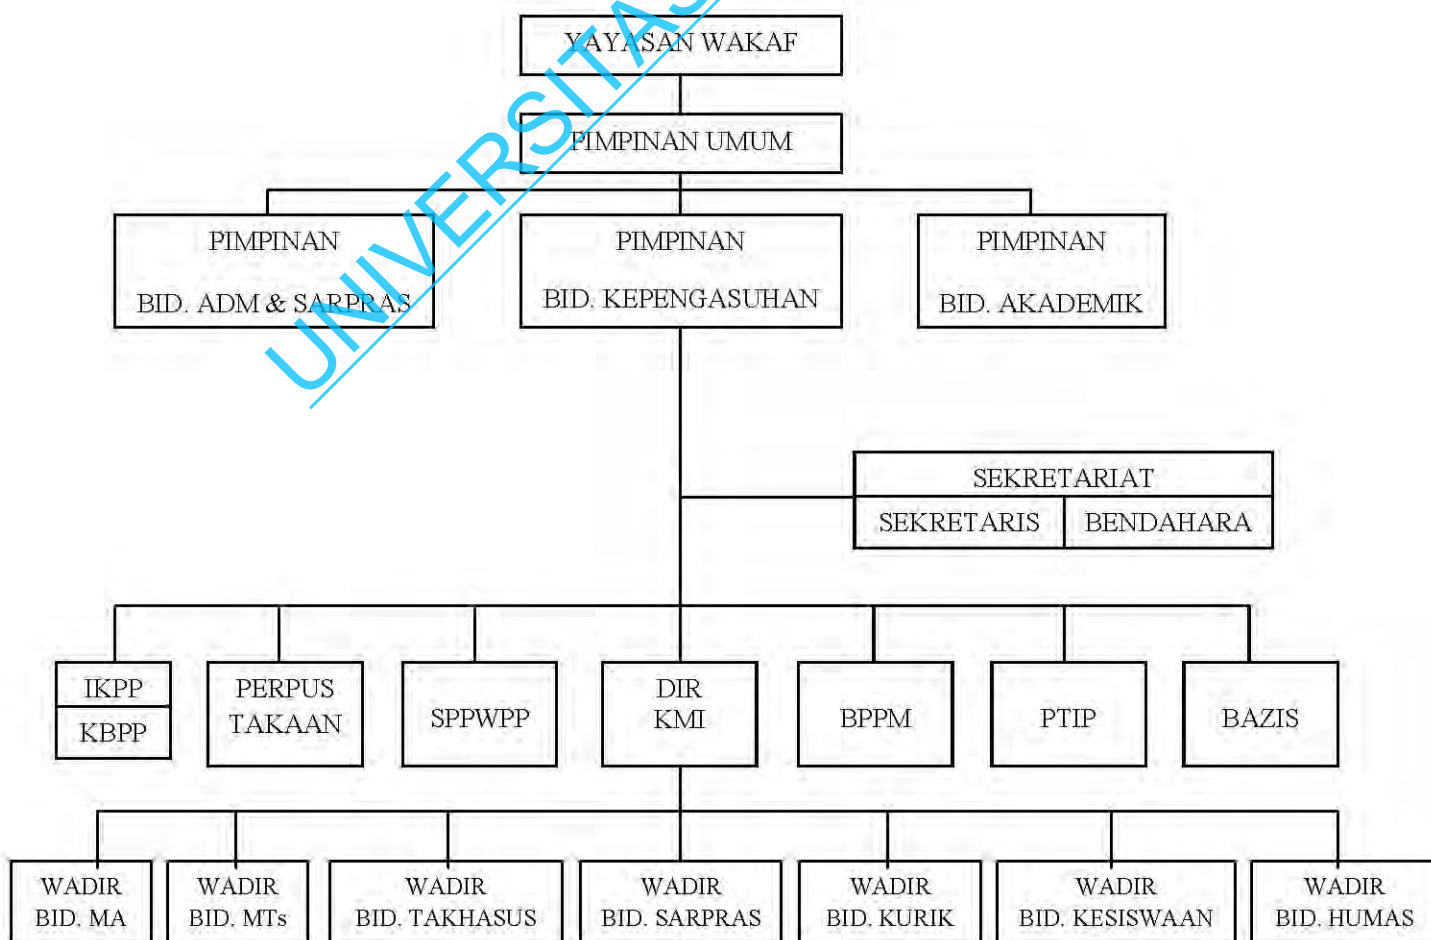 YAYASAN WAKAF
PIMPINAN UMUM
PIMPINAN
BID. ADM & SARPRAS
PIMPINAN
BID. KEPENGASUHAN
PIMPINAN
BID. AKADEMIK
UNIVERSITAS
SEKRETARIAT
SEKRETARIS
BENDAHARA
IKPP
KBPP
PERPUS
TAKAAN
SPPWPP
DIR
KMI
BPPM
PTIP
BAZIS
WADIR
BID. MA
WADIR
BID. MTs
WADIR
BID. TAKHASUS
WADIR
BID. SARPRAS
WADIR
BID. KURIK
WADIR
BID. KESISWAAN
WADIR
BID. HUMAS